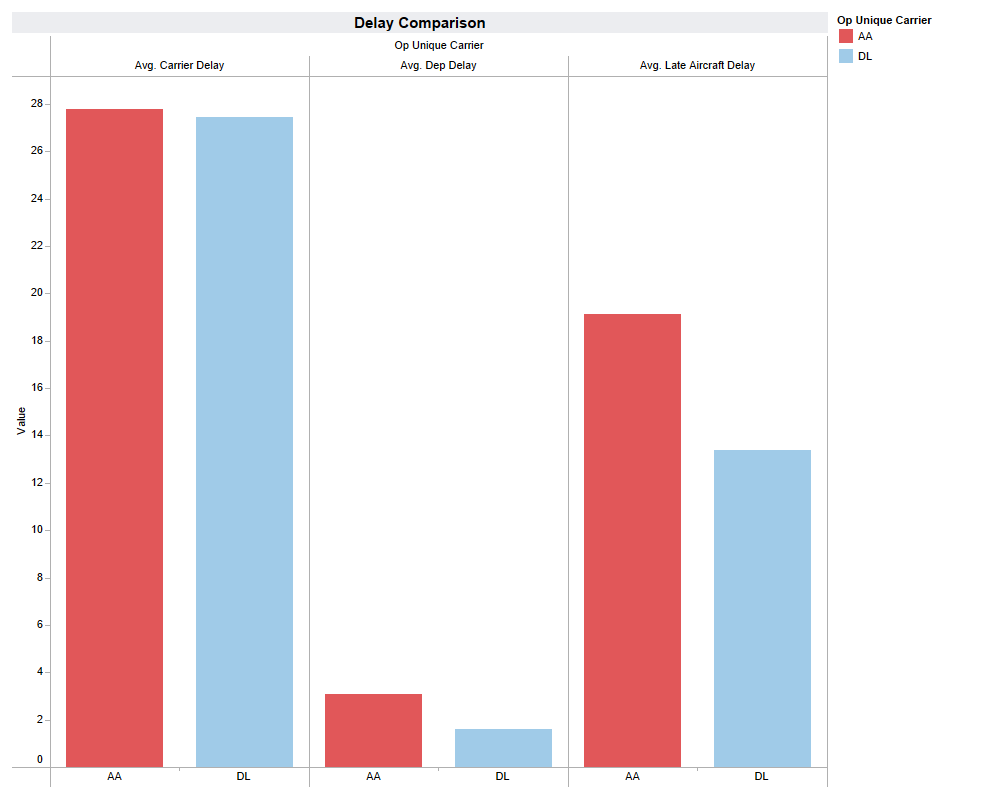 Delay Comparison
Op Unique Carrier
Avg. Carrier Delay
Avg. Dep Delay
Avg. Late Aircraft Delay
28
26
24
22
20
18
16
14
12
10
8
6
4
2
0
Value
AA
DL
AA
DL
AA
DL
Op Unique Carrier
AA
DL